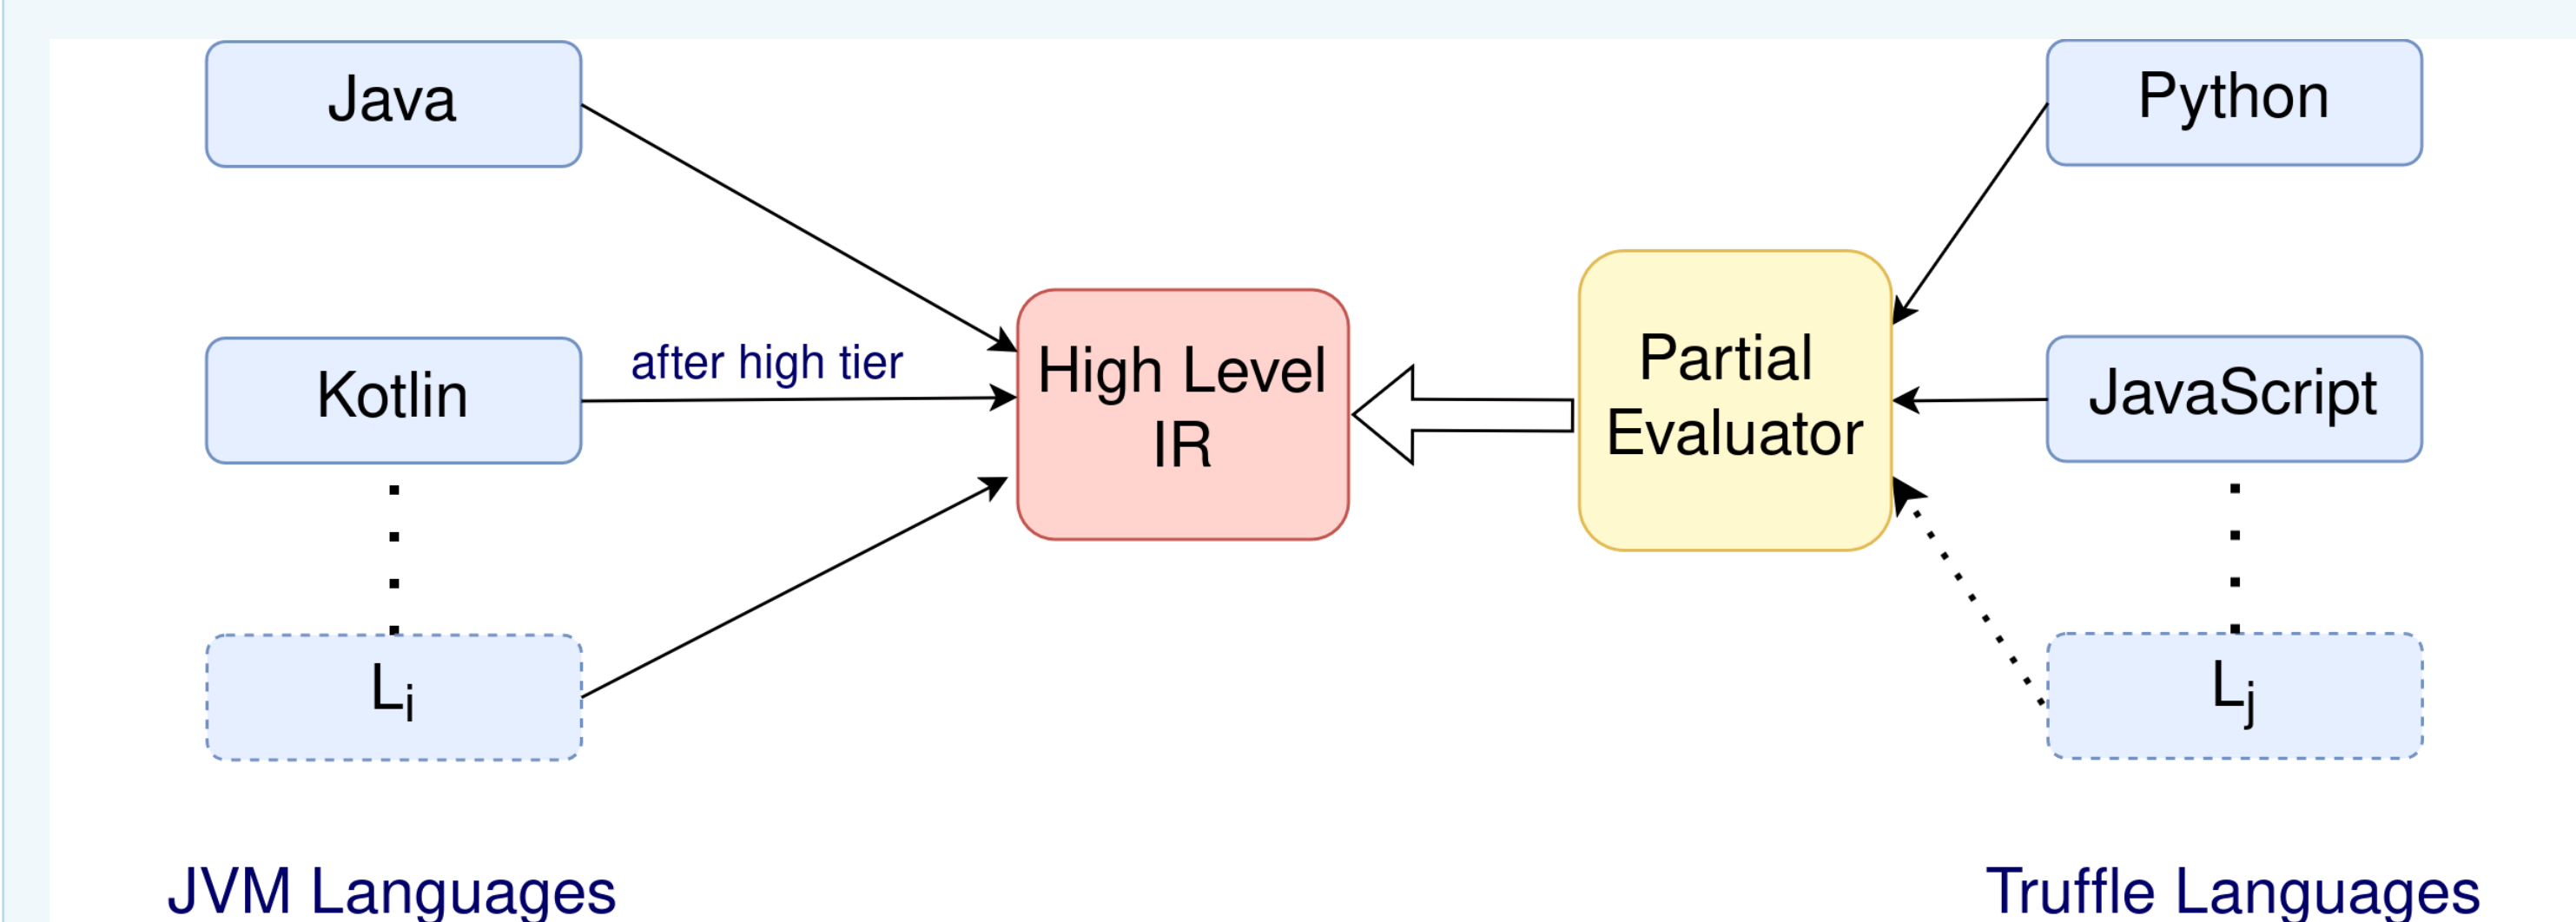 Java
Python
Kotlin
after high tier
High Level
IR
Partial
Evaluator
JavaScript
Li
Lj
JVM Languages
Truffle Languages